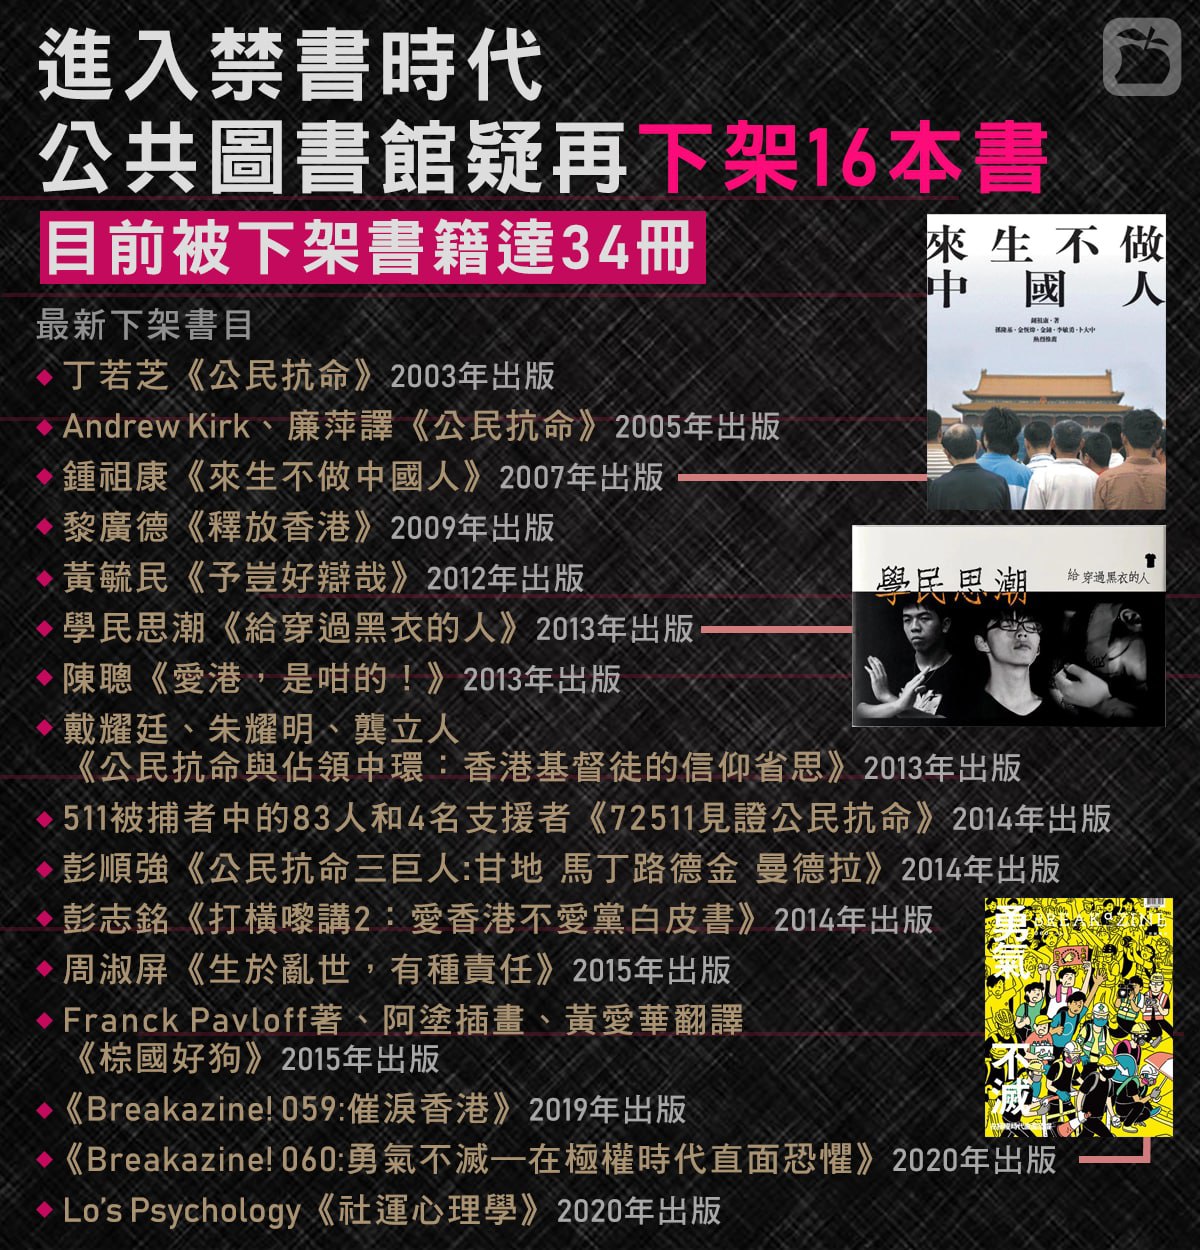 進入禁書時代
公共圖書館疑再下架16本書
目前被下架書籍達34冊
最新下架書目
丁若芝《公民抗命》2003年出版
Andrew Kirk、廉萍譯《公民抗命》2005年出版
鍾祖康《來生不做中國人》2007年出版
黎廣德《釋放香港》2009年出版
黃毓民《予豈好辯哉》2012年出版
學民思潮《給穿過黑衣的人》2013年出版
陳聰《愛港，是咁的！》2013年出版
戴耀廷、朱耀明、龔立人
《公民抗命與佔領中環：香港基督徒的信仰省思》2013年出版
511被捕者中的83人和4名支援者《72511見證公民抗命》2014年出版
彭順強《公民抗命三巨人:甘地 馬丁路德金 曼德拉》2014年出版
彭志銘《打橫嚟講2：愛香港不愛黨白皮書》2014年出版
周淑屏《生於亂世，有種責任》2015年出版
Franck Pavloff著、阿塗插畫、黃愛華翻譯
《棕國好狗》2015年出版
《Breakazine! 059:催淚香港》2019年出版
《Breakazine! 060:勇氣不滅—在極權時代直面恐懼》2020年出版
Lo's Psychology《社運心理學》2020年出版
來生不做
中國人
鍾祖康·著
孫隆基·金恆煒·金鐘·李敏勇·卜大中
熱烈推薦
學民思潮
給穿過黑衣的人
BREAKAZINE
勇氣
不滅